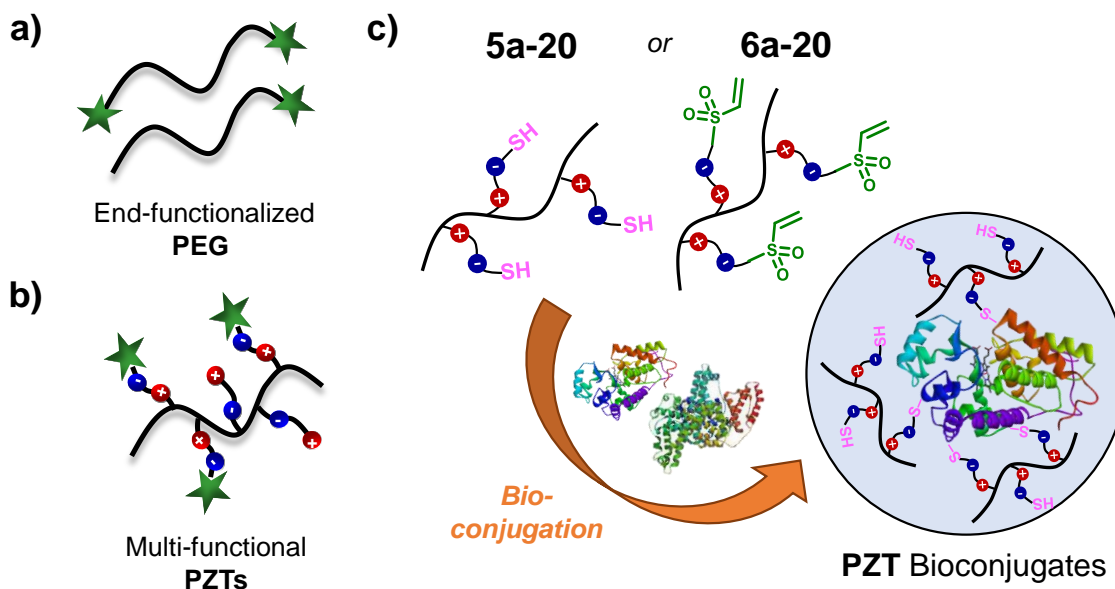 a)
End-functionalized
PEG
b)
Multi-functional
PZTs
c)
5a-20 or 6a-20
SH
SH
SH
O
O
S
O
O
S
O
O
S
Bio-
conjugation
HS
HS
S
SH
SH
S
S
S
SH
PZT Bioconjugates